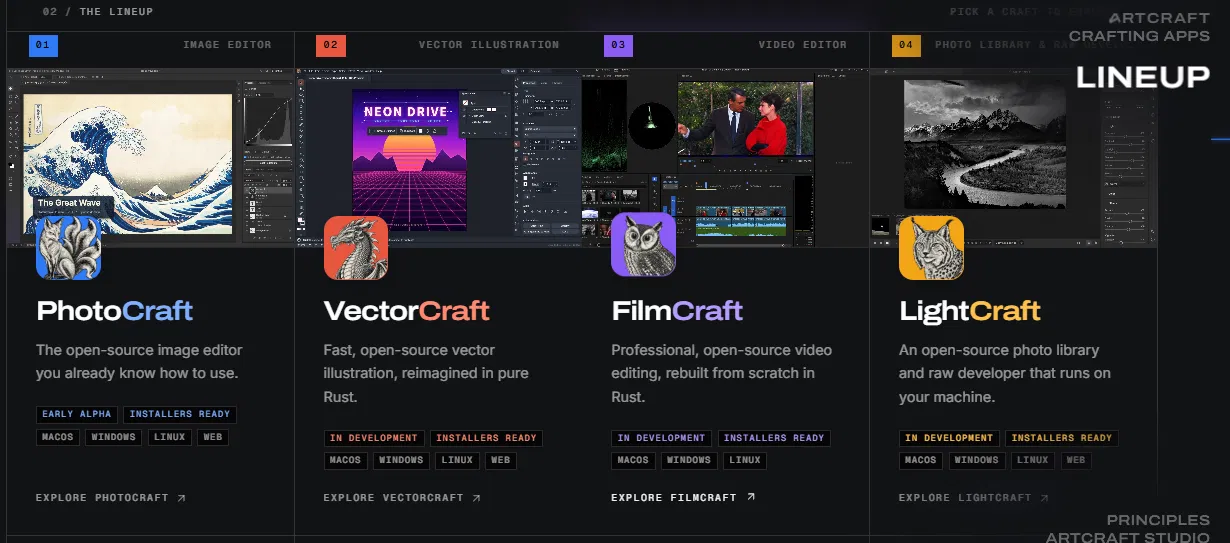 02 / THE LINEUP
PICK A CRAFT TO
ARTCRAFT
CRAFTING APPS
LINEUP
01
IMAGE EDITOR
02
VECTOR ILLUSTRATION
03
VIDEO EDITOR
04
PHOTO LIBRARY & RAW
The Great Wave
NEON DRIVE
PhotoCraft
The open-source image editor
you already know how to use.
EARLY ALPHA
INSTALLERS READY
MACOS
WINDOWS
LINUX
WEB
EXPLORE PHOTOCRAFT ↗
VectorCraft
Fast, open-source vector
illustration, reimagined in pure
Rust.
IN DEVELOPMENT
INSTALLERS READY
MACOS
WINDOWS
LINUX
WEB
EXPLORE VECTORCRAFT ↗
FilmCraft
Professional, open-source video
editing, rebuilt from scratch in
Rust.
IN DEVELOPMENT
INSTALLERS READY
MACOS
WINDOWS
LINUX
EXPLORE FILMCRAFT ↗
LightCraft
An open-source photo library
and raw developer that runs on
your machine.
IN DEVELOPMENT
INSTALLERS READY
MACOS
WINDOWS
LINUX
WEB
EXPLORE LIGHTCRAFT ↗
PRINCIPLES
ARTCRAFT STUDIO